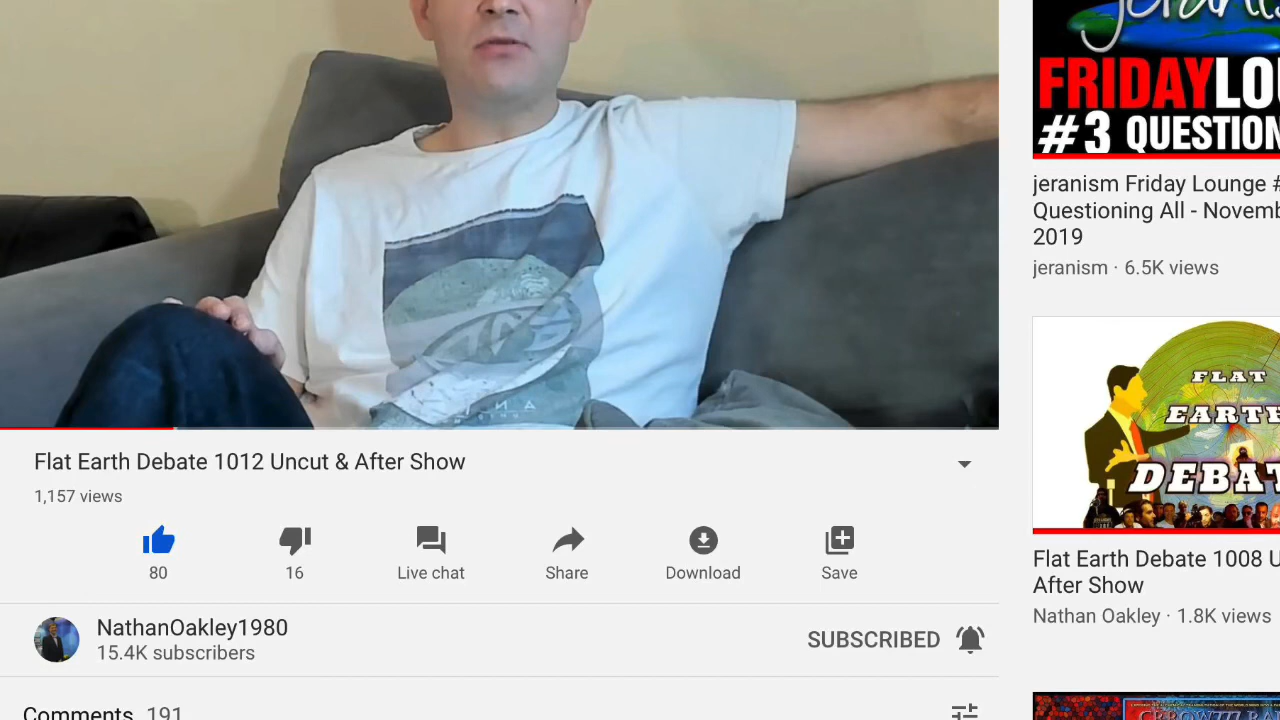 Flat Earth Debate 1012 Uncut & After Show
1,157 views
80
16
Live chat
Share
Download
Save
NathanOakley1980
15.4K subscribers
SUBSCRIBED
Comments 191
FRIDAY LO
#3 QUESTION
jeranism Friday Lounge #
Questioning All - Novemb
2019
jeranism · 6.5K views
FLAT
EARTH
DEBAT
Flat Earth Debate 1008 U
After Show
Nathan Oakley · 1.8K views